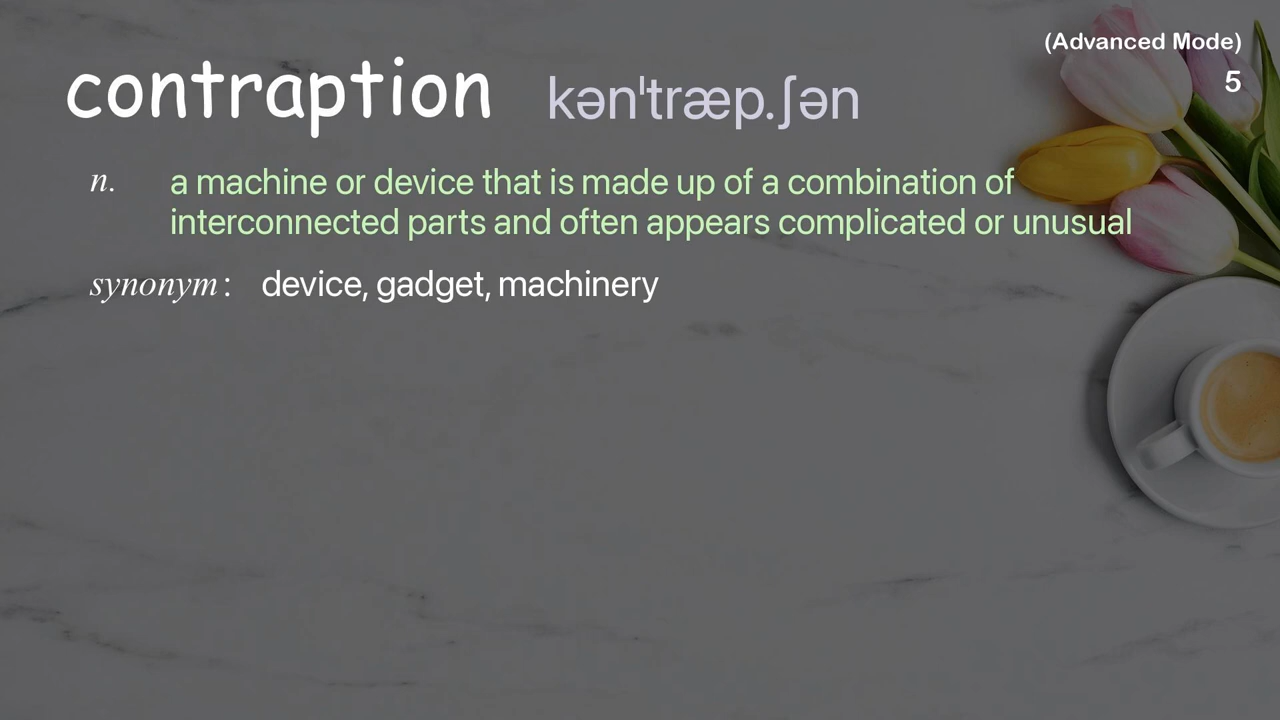 (Advanced Mode)
5
contraption kənˈtræp.ʃən
n. a machine or device that is made up of a combination of
interconnected parts and often appears complicated or unusual
synonym : device, gadget, machinery